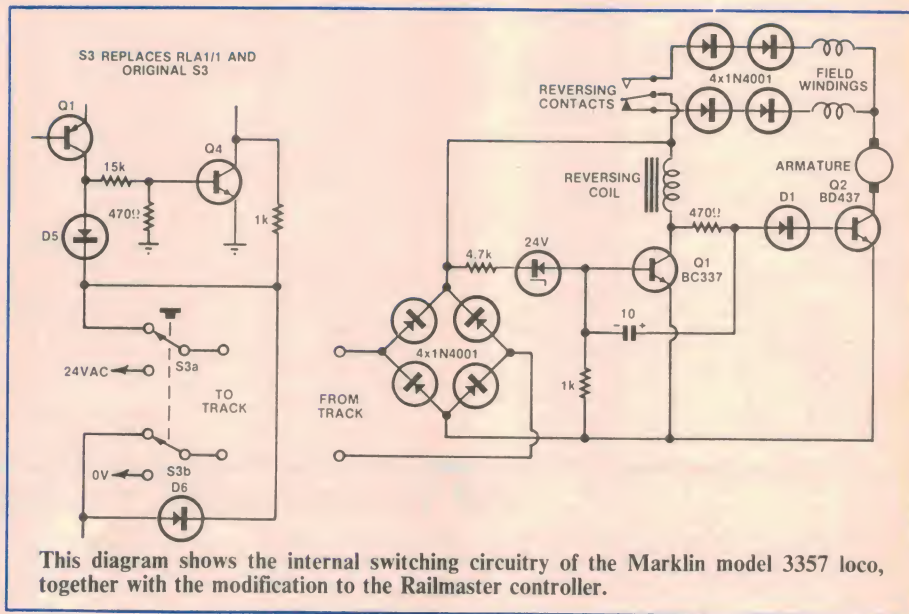 S3 REPLACES RLA1/1 AND
ORIGINAL S3
Q1
15k
Q4
470Ω
1k
D5
S3a
24VAC
TO
TRACK
S3b
0V
D6
REVERSING
CONTACTS
4x1N4001
FIELD
WINDINGS
ARMATURE
REVERSING
COIL
470Ω
D1
Q2
BD437
4.7k
24V
Q1
BC337
10
- +
4x1N4001
1k
FROM
TRACK
This diagram shows the internal switching circuitry of the Marklin model 3357 loco,
together with the modification to the Railmaster controller.